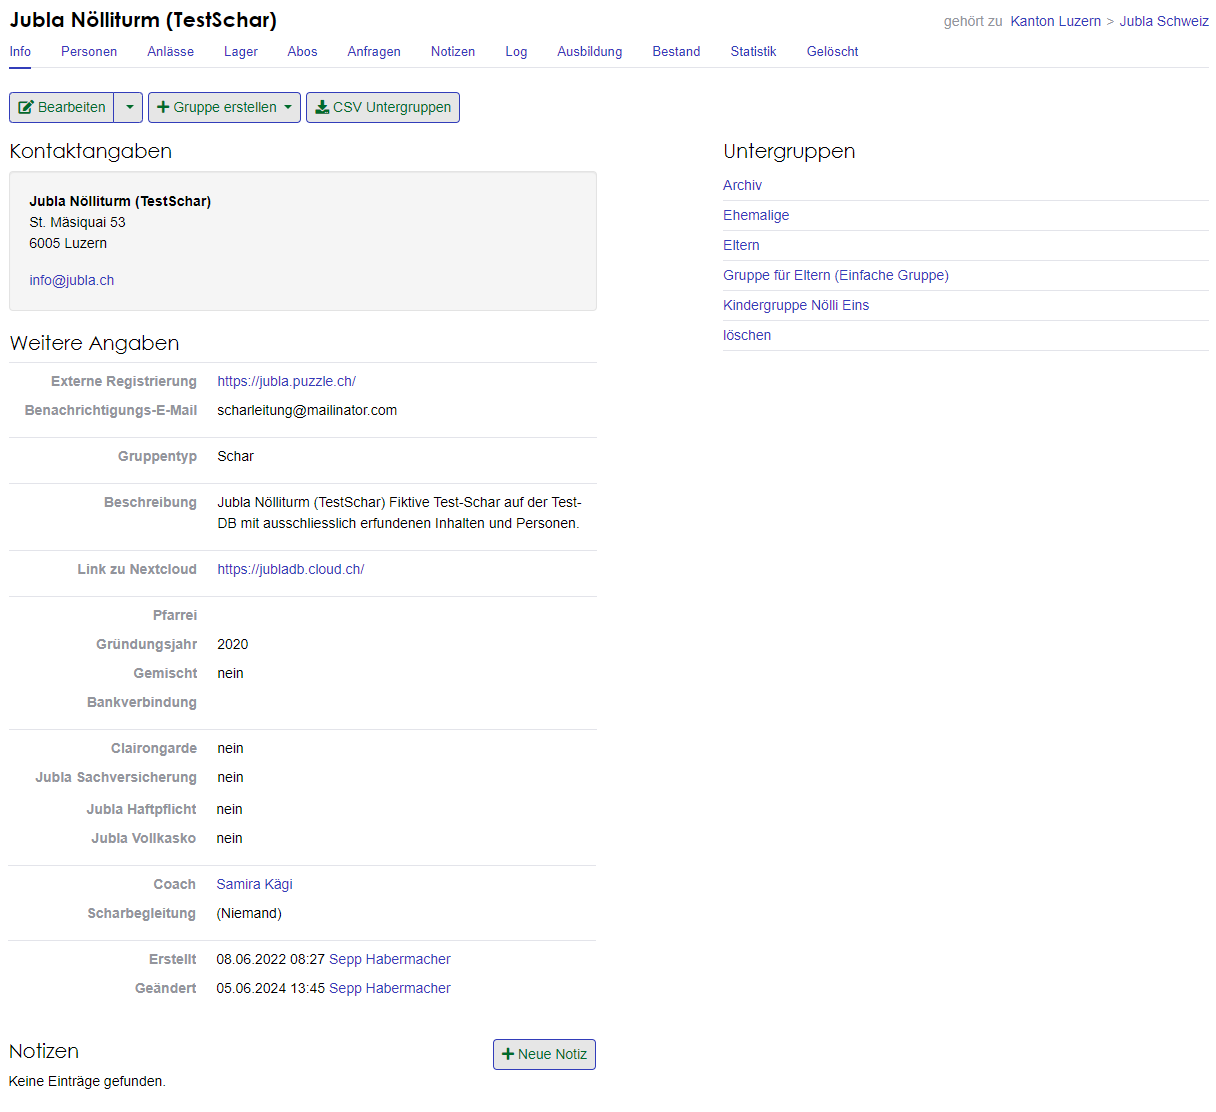 Jubla Nölliturm (TestSchar)
gehört zu Kanton Luzern > Jubla Schweiz
Info Personen Anlässe Lager Abos Anfragen Notizen Log Ausbildung Bestand Statistik Gelöscht
Bearbeiten Gruppe erstellen CSV Untergruppen
Kontaktangaben
Jubla Nölliturm (TestSchar)
St. Mäsiquai 53
6005 Luzern
info@jubla.ch
Weitere Angaben
Externe Registrierung https://jubla.puzzle.ch/
Benachrichtigungs-E-Mail scharleitung@mailinator.com
Gruppentyp Schar
Beschreibung Jubla Nölliturm (TestSchar) Fiktive Test-Schar auf der Test-
DB mit ausschliesslich erfundenen Inhalten und Personen.
Link zu Nextcloud https://jubladb.cloud.ch/
Pfarrei
Gründungsjahr 2020
Gemischt nein
Bankverbindung
Clairongarde nein
Jubla Sachversicherung nein
Jubla Haftpflicht nein
Jubla Vollkasko nein
Coach Samira Kägi
Scharbegleitung (Niemand)
Erstellt 08.06.2022 08:27 Sepp Habermacher
Geändert 05.06.2024 13:45 Sepp Habermacher
Notizen
Neue Notiz
Keine Einträge gefunden.
Untergruppen
Archiv
Ehemalige
Eltern
Gruppe für Eltern (Einfache Gruppe)
Kindergruppe Nölli Eins
löschen